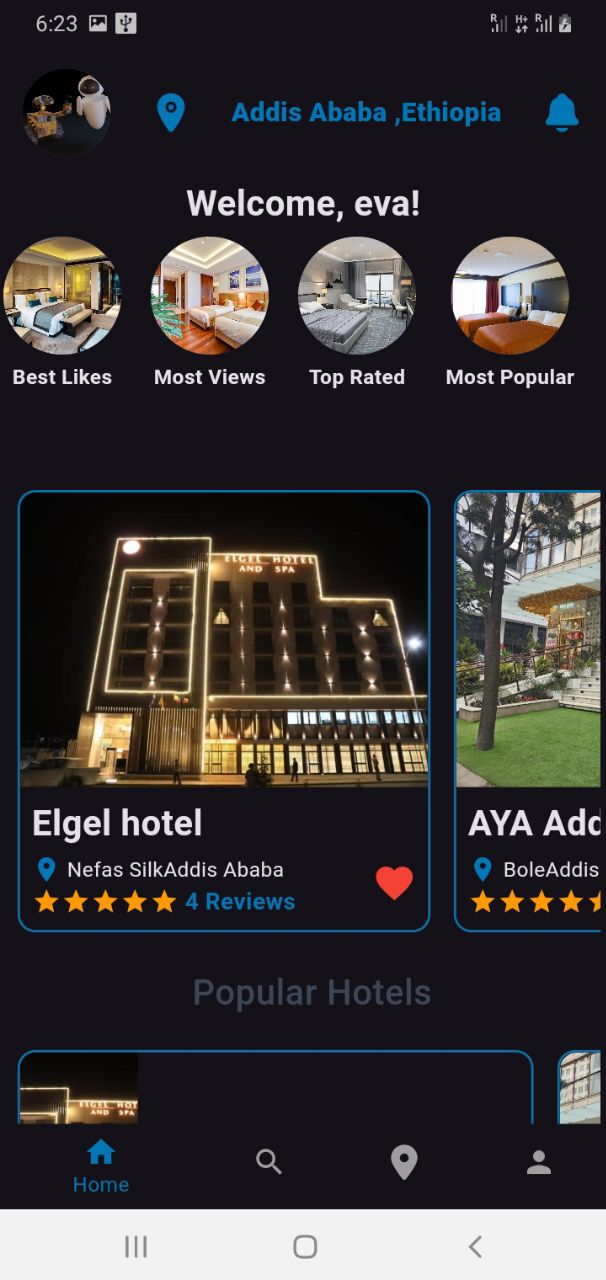 6:23
R H+ R
Addis Ababa ,Ethiopia
Welcome, eva!
Best Likes Most Views Top Rated Most Popular
ELGEL HOTEL
AND SPA
Elgel hotel
AYA Add
Nefas SilkAddis Ababa
BoleAddis
4 Reviews
Popular Hotels
ELGEL HOT
AND SPA
Home